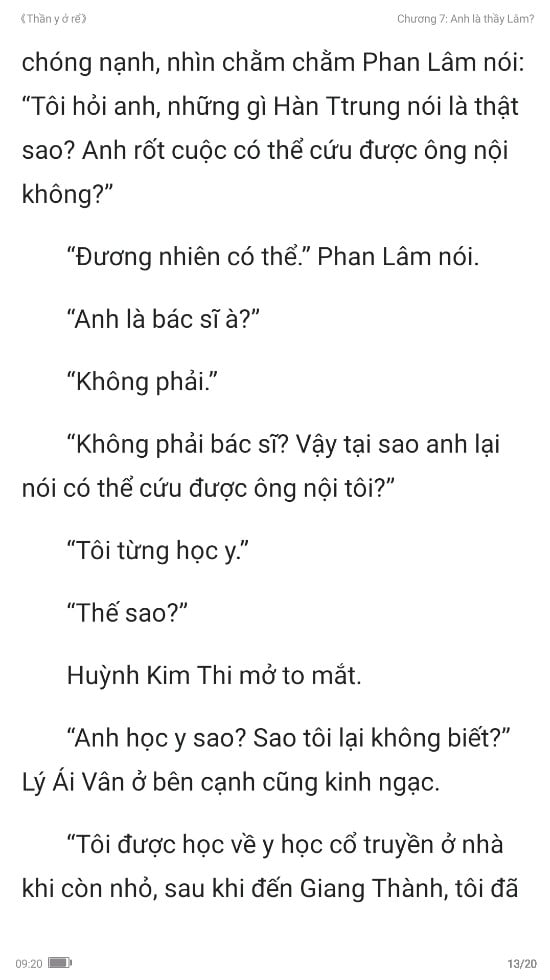 《Thần y ở rể》
Chương 7: Anh là thầy Lâm?
chóng nạnh, nhìn chằm chằm Phan Lâm nói:
“Tôi hỏi anh, những gì Hàn Ttrung nói là thật
sao? Anh rốt cuộc có thể cứu được ông nội
không?”
“Đương nhiên có thể.” Phan Lâm nói.
“Anh là bác sĩ à?”
“Không phải.”
“Không phải bác sĩ? Vậy tại sao anh lại
nói có thể cứu được ông nội tôi?”
“Tôi từng học y.”
“Thế sao?”
Huỳnh Kim Thi mở to mắt.
“Anh học y sao? Sao tôi lại không biết?”
Lý Ái Vân ở bên cạnh cũng kinh ngạc.
“Tôi được học về y học cổ truyền ở nhà
khi còn nhỏ, sau khi đến Giang Thành, tôi đã
09:20
13/20